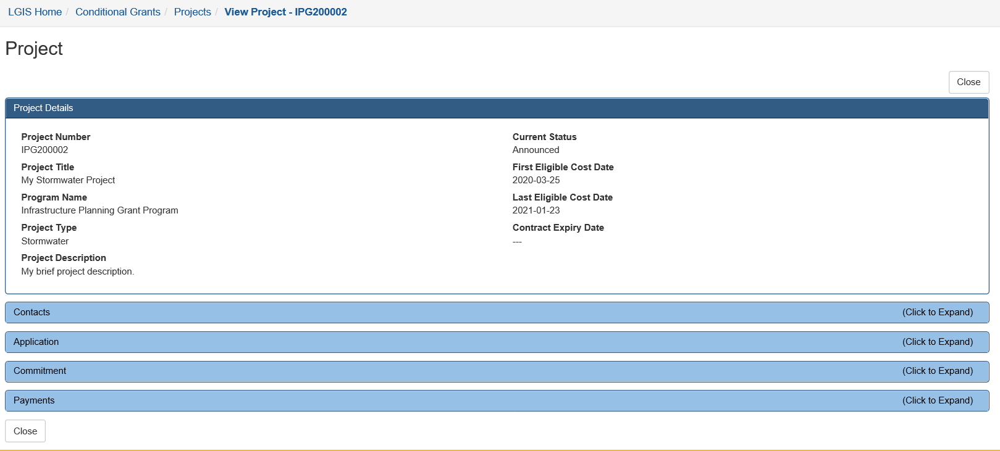 LGIS Home / Conditional Grants / Projects / View Project - IPG200002
Project
Close
Project Details
Project Number
IPG200002
Project Title
My Stormwater Project
Program Name
Infrastructure Planning Grant Program
Project Type
Stormwater
Project Description
My brief project description.
Current Status
Announced
First Eligible Cost Date
2020-03-25
Last Eligible Cost Date
2021-01-23
Contract Expiry Date
---
Contacts (Click to Expand)
Application (Click to Expand)
Commitment (Click to Expand)
Payments (Click to Expand)
Close